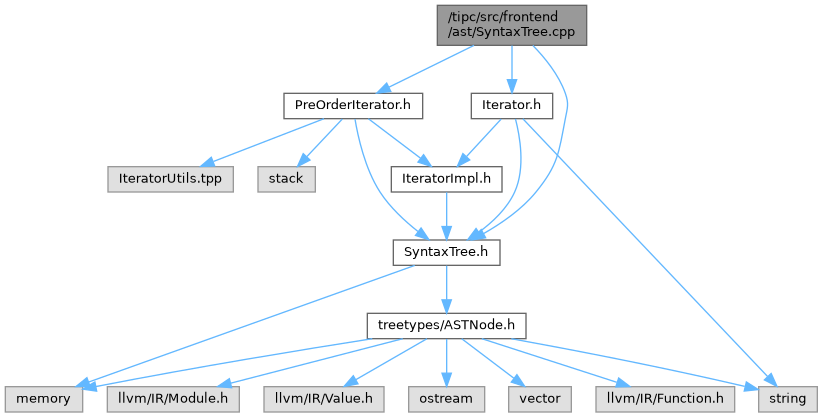 /tipc/src/frontend
/ast/SyntaxTree.cpp
PreOrderIterator.h
Iterator.h
IteratorUtils.tpp
stack
IteratorImpl.h
SyntaxTree.h
treetypes/ASTNode.h
memory
llvm/IR/Module.h
llvm/IR/Value.h
ostream
vector
llvm/IR/Function.h
string